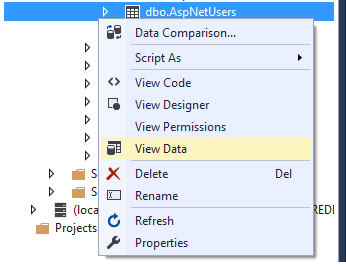 dbo.AspNetUsers
Data Comparison...
Script As
View Code
View Designer
View Permissions
View Data
Delete Del
Rename
Refresh
Properties
S
S
(loca
REDI
Projects